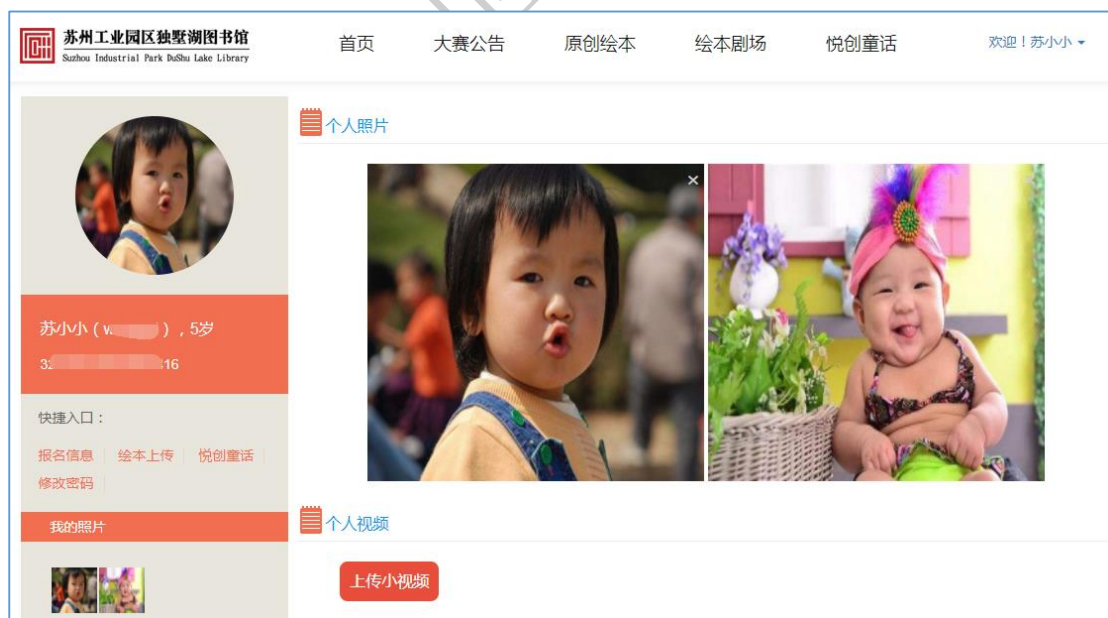 苏州工业园区独墅湖图书馆
Suzhou Industrial Park DuShu Lake Library
首页 大赛公告 原创绘本 绘本剧场 悦创童话 欢迎！苏小小
个人照片
苏小小（w），5岁
16
快捷入口：
报名信息 绘本上传 悦创童话
修改密码
我的照片
个人视频
上传小视频